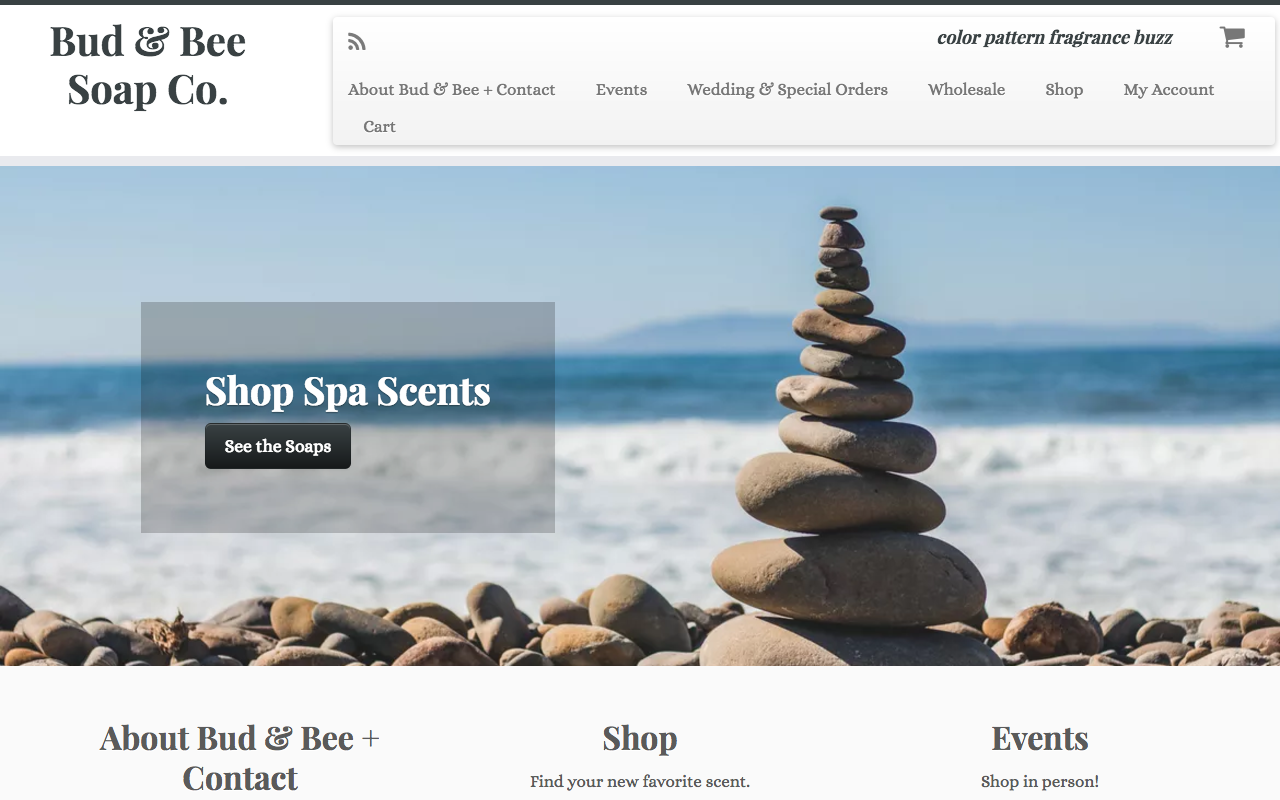 Bud & Bee
Soap Co.
color pattern fragrance buzz
About Bud & Bee + Contact
Events
Wedding & Special Orders
Wholesale
Shop
My Account
Cart
Shop Spa Scents
See the Soaps
About Bud & Bee +
Contact
Shop
Find your new favorite scent.
Events
Shop in person!